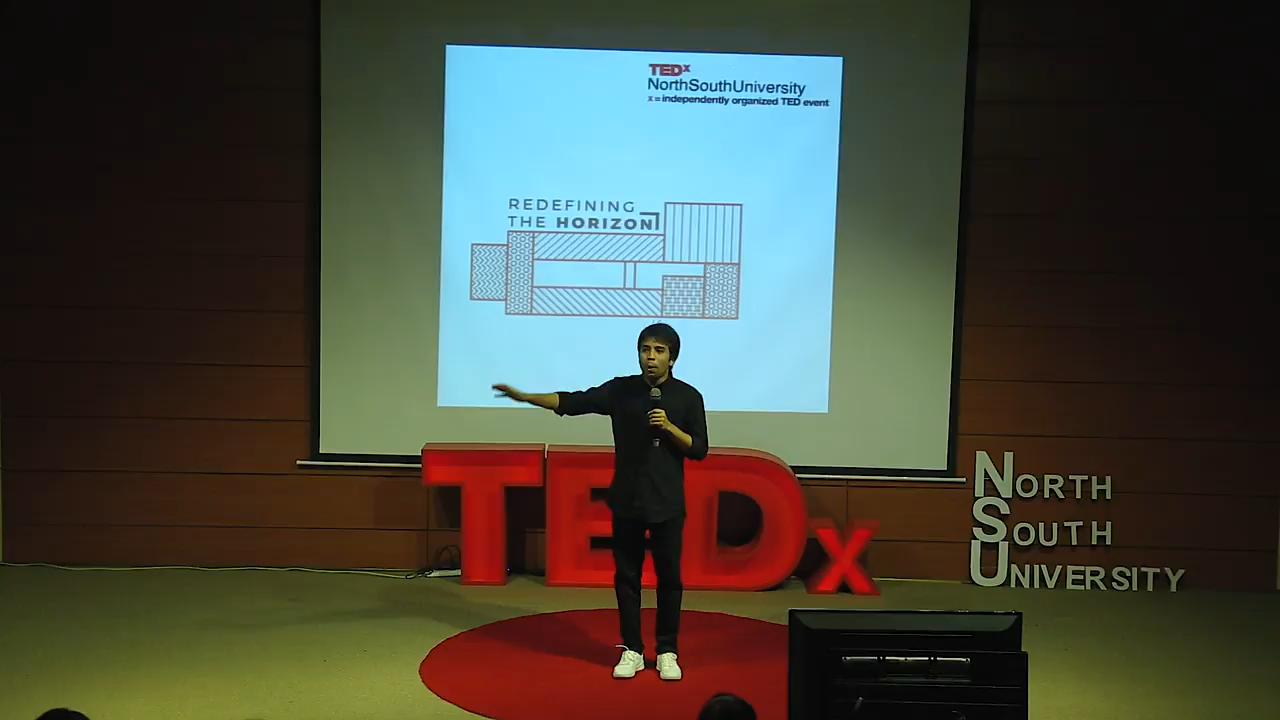 TEDx
NorthSouthUniversity
x = independently organized TED event
REDEFINING
THE HORIZON
TEDx
NORTH
SOUTH
UNIVERSITY